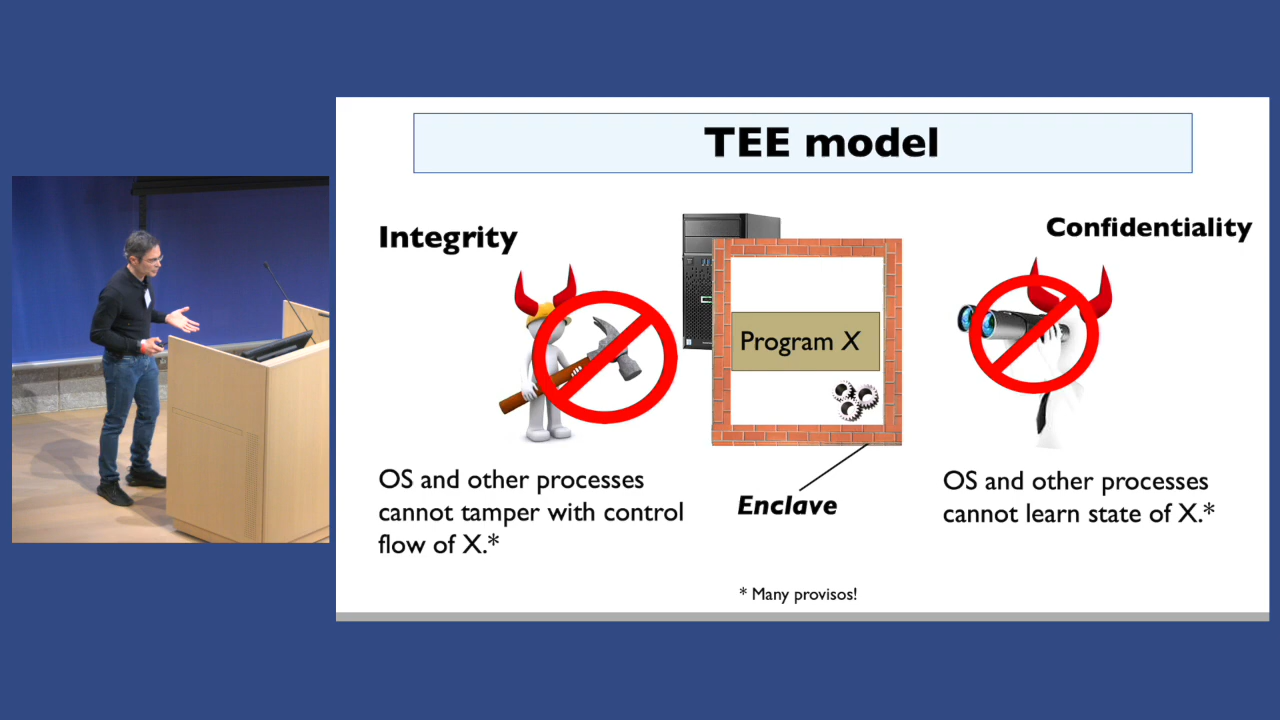 TEE model
Integrity
Confidentiality
Program X
OS and other processes
cannot tamper with control
flow of X.*
Enclave
OS and other processes
cannot learn state of X.*
* Many provisos!